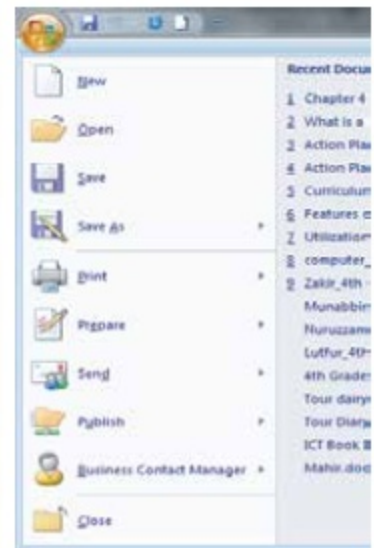 New
Open
Save
Save As
Print
Prepare
Send
Publish
Business Contact Manager
Close
Recent Docu
1 Chapter 4
2 What is a
3 Action Pla
4 Action Pla
5 Curriculum
6 Features
7 Utilization
8 computer_
9 Zakir_4th
Munabbir
Nuruzzam
Lutfur_4th
4th Grade
Tour dairy
Tour Diary
ICT Book
Mahir.doc